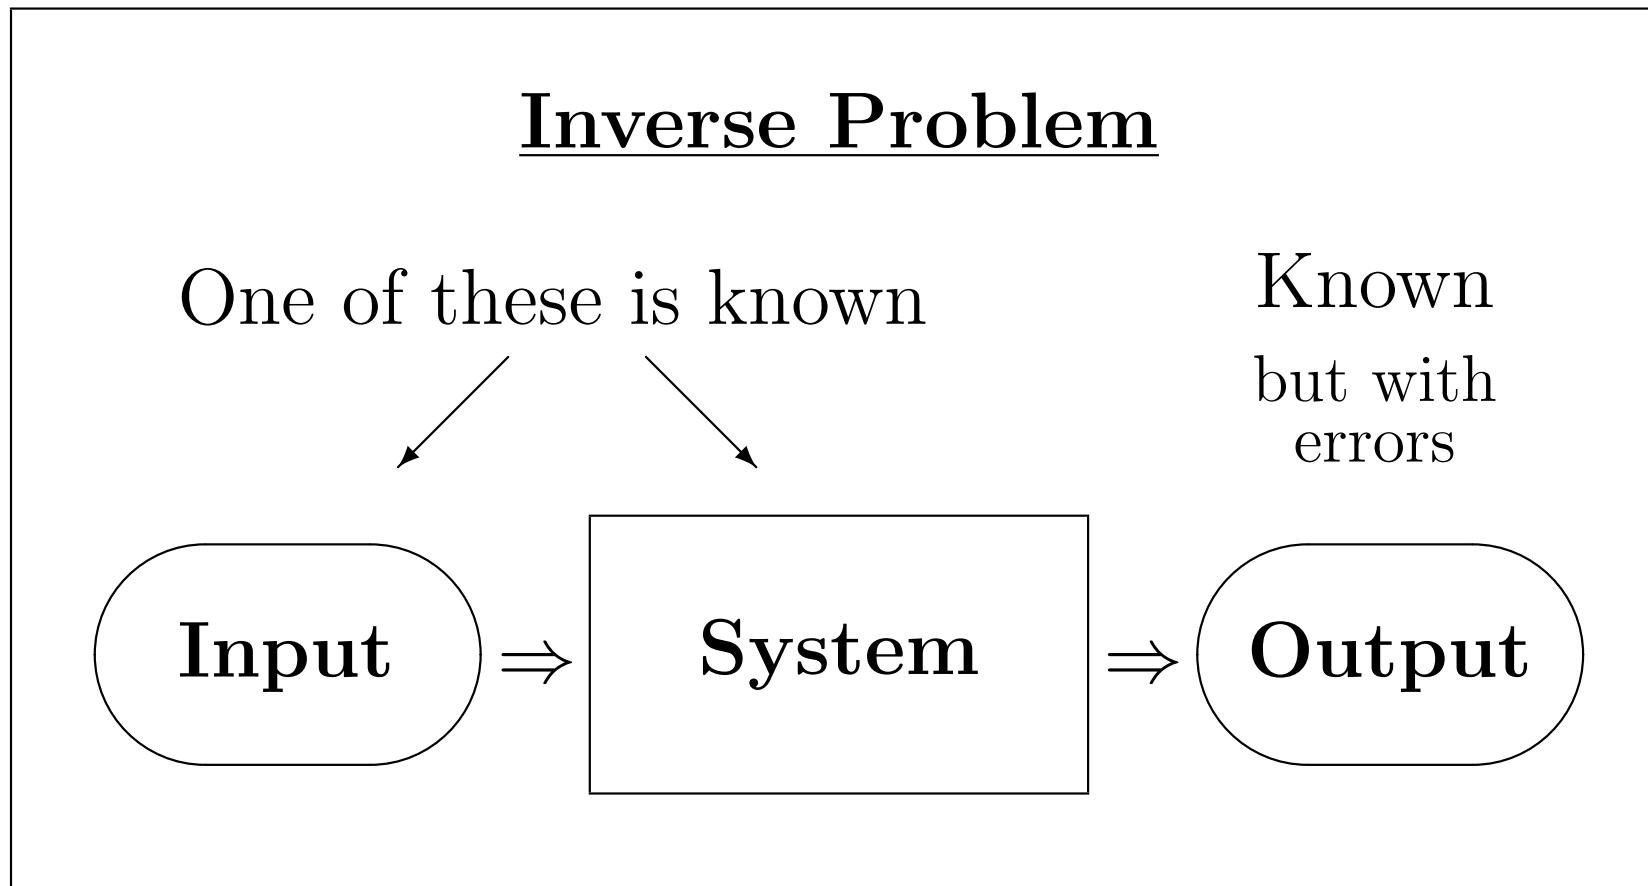 Inverse Problem
One of these is known
Known
but with
errors
Input
⇒
System
⇒
Output